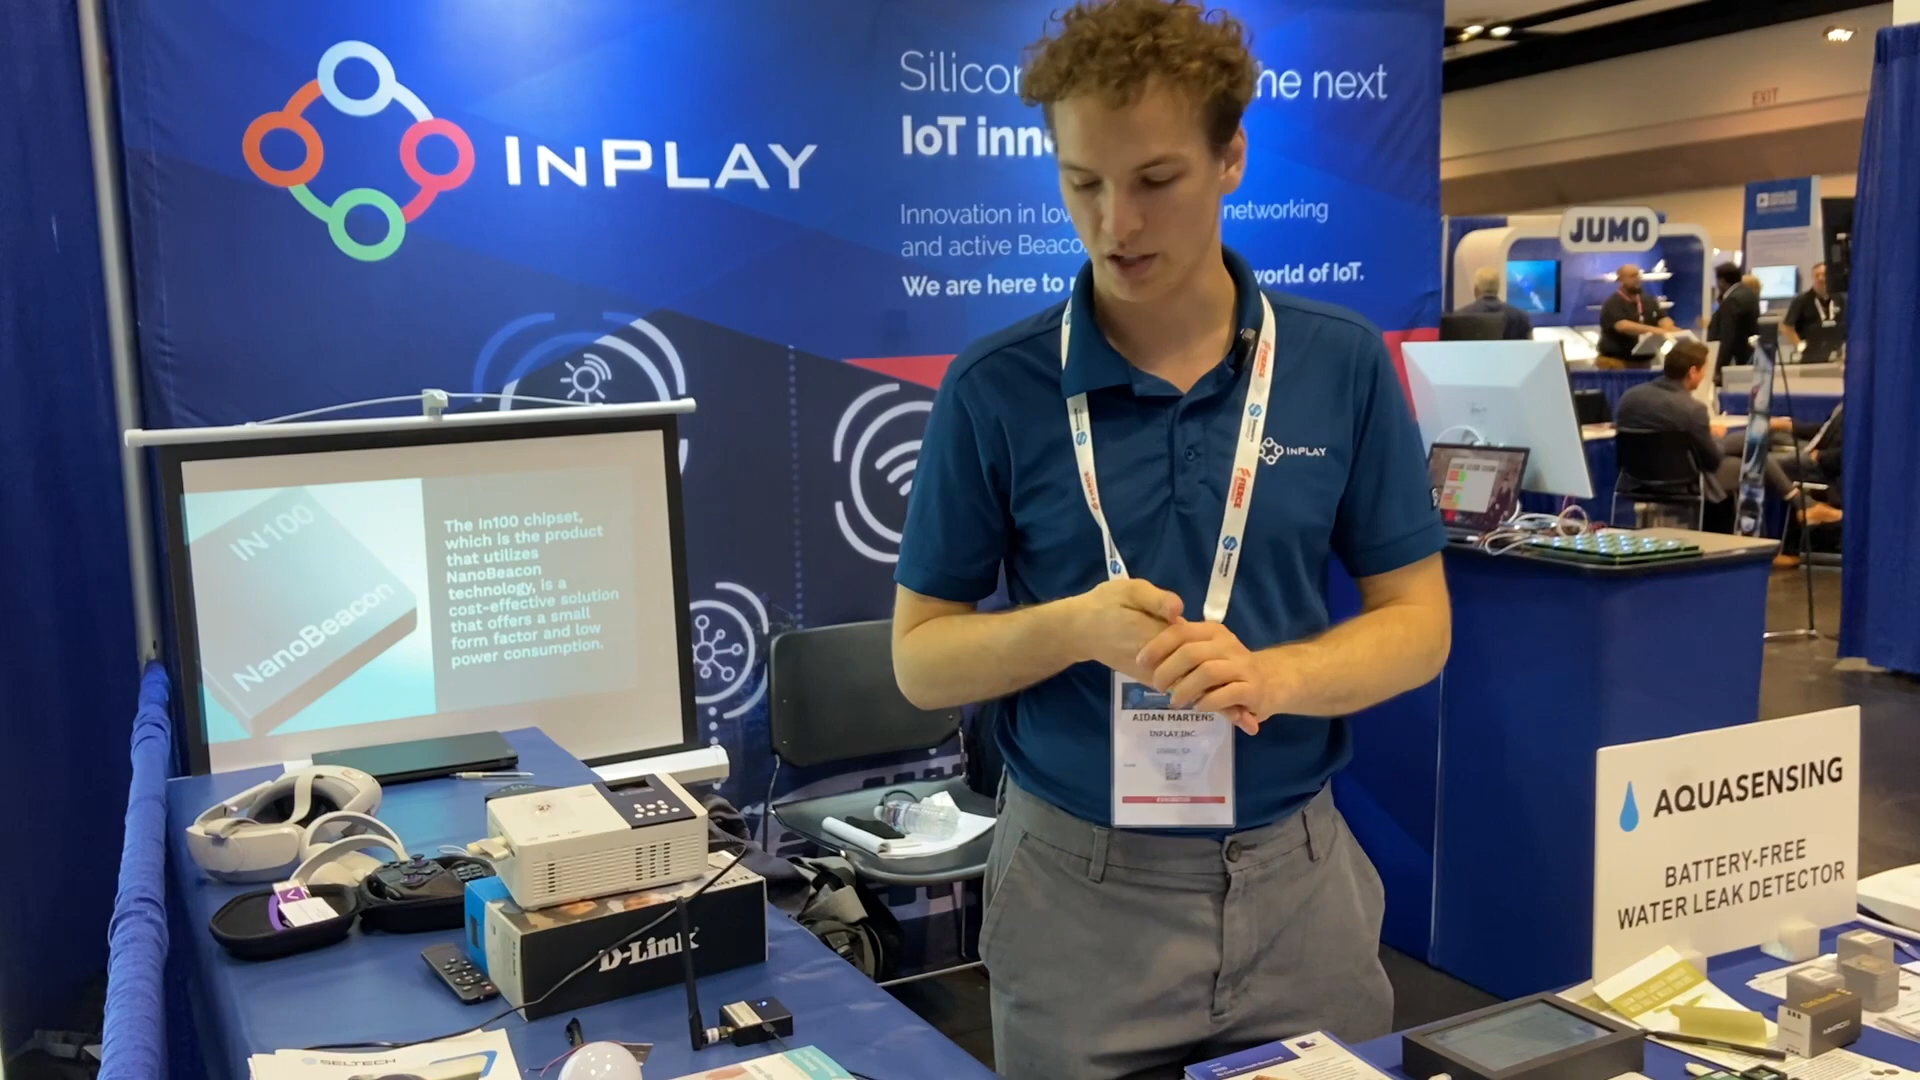 INPLAY
Silicon he next
IoT inn
Innovation in low networking
and active Beaco
We are here to world of IoT.
EXIT
JUMO
IN100
NanoBeacon
The In100 chipset,
which is the product
that utilizes
NanoBeacon
technology, is a
cost-effective solution
that offers a small
form factor and low
power consumption.
INPLAY
FIERCE
AIDAN MARTENS
INPLAY INC.
D-Link
AQUASENSING
BATTERY-FREE
WATER LEAK DETECTOR
SELTECH